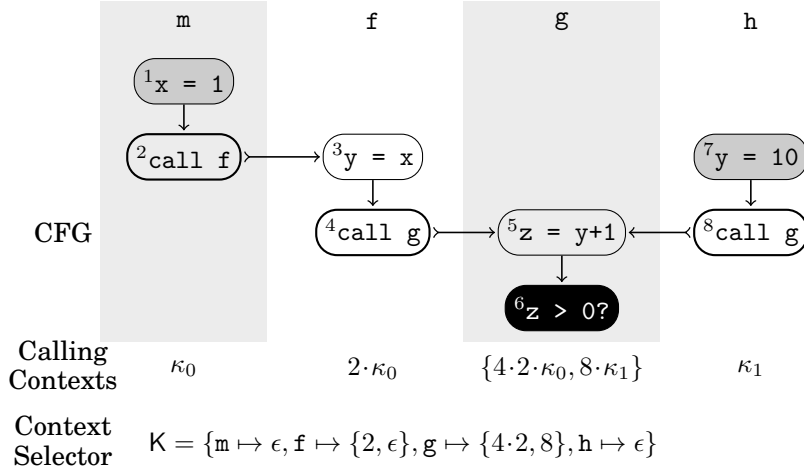 m f g h
¹x = 1
²call f ³y = x ⁷y = 10
CFG ⁴call g ⁵z = y+1 ⁸call g
⁶z > 0?
Calling
Contexts κ₀ 2·κ₀ {4·2·κ₀, 8·κ₁} κ₁
Context
Selector K = {m ↦ ϵ, f ↦ {2, ϵ}, g ↦ {4·2, 8}, h ↦ ϵ}